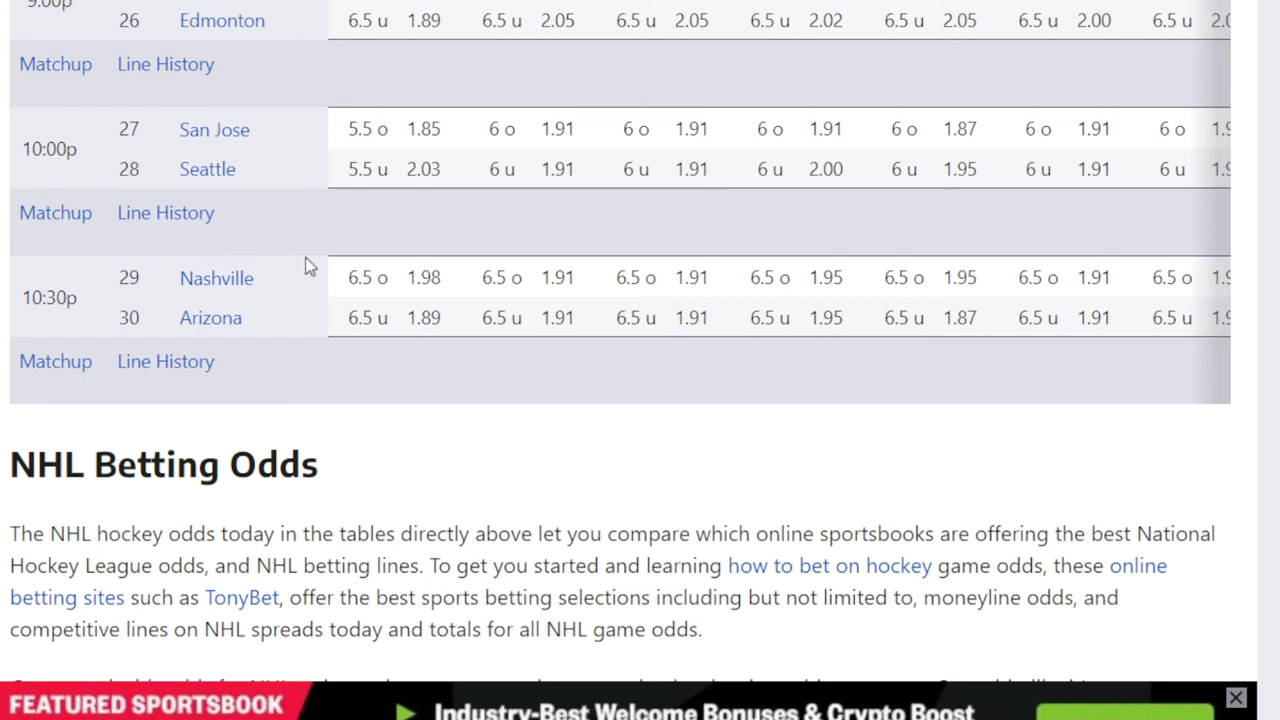 9:00p
26 Edmonton 6.5 u 1.89 6.5 u 2.05 6.5 u 2.05 6.5 u 2.02 6.5 u 2.05 6.5 u 2.00 6.5 u
Matchup Line History
27 San Jose 5.5 o 1.85 6 o 1.91 6 o 1.91 6 o 1.91 6 o 1.87 6 o 1.91 6 o
10:00p
28 Seattle 5.5 u 2.03 6 u 1.91 6 u 1.91 6 u 2.00 6 u 1.95 6 u 1.91 6 u
Matchup Line History
29 Nashville 6.5 o 1.98 6.5 o 1.91 6.5 o 1.91 6.5 o 1.95 6.5 o 1.95 6.5 o 1.91 6.5 o
10:30p
30 Arizona 6.5 u 1.89 6.5 u 1.91 6.5 u 1.91 6.5 u 1.95 6.5 u 1.87 6.5 u 1.91 6.5 u
Matchup Line History
NHL Betting Odds
The NHL hockey odds today in the tables directly above let you compare which online sportsbooks are offering the best National
Hockey League odds, and NHL betting lines. To get you started and learning how to bet on hockey game odds, these online
betting sites such as TonyBet, offer the best sports betting selections including but not limited to, moneyline odds, and
competitive lines on NHL spreads today and totals for all NHL game odds.
FEATURED SPORTSBOOK
Industry-Best Welcome Bonuses & Crypto Boost